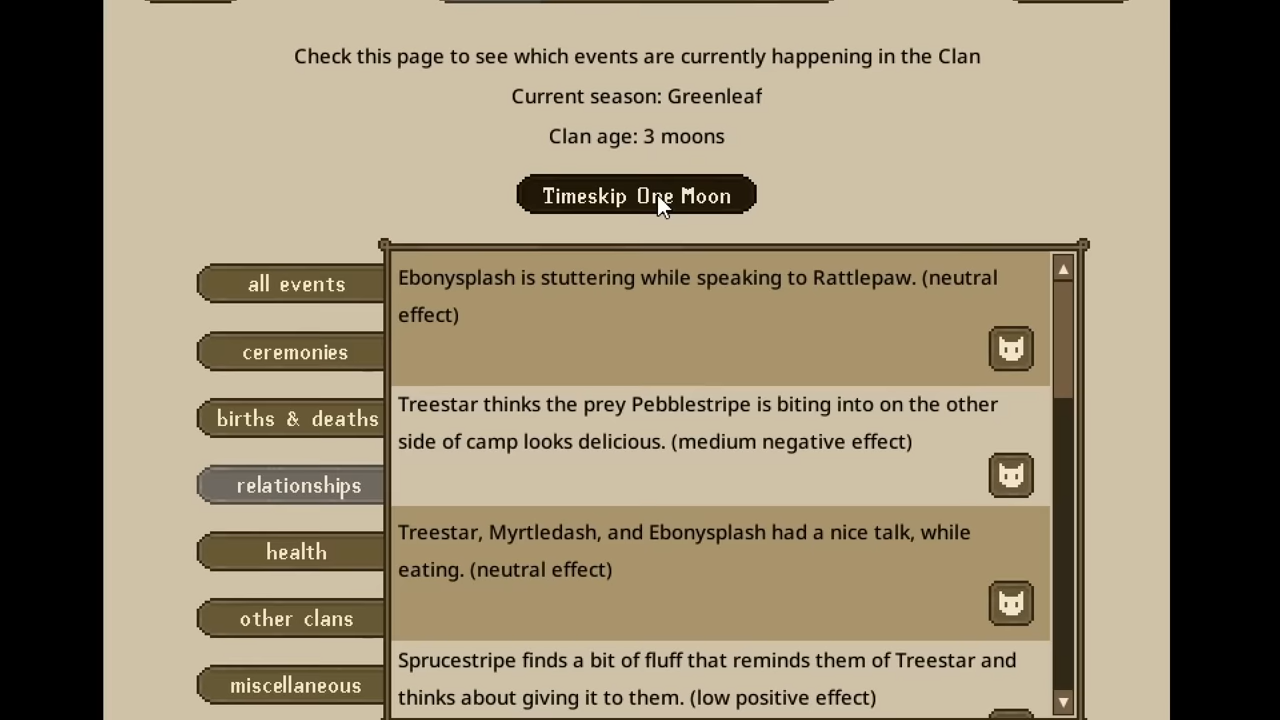 Check this page to see which events are currently happening in the Clan
Current season: Greenleaf
Clan age: 3 moons
Timeskip One Moon
all events
ceremonies
births & deaths
relationships
health
other clans
miscellaneous
Ebonysplash is stuttering while speaking to Rattlepaw. (neutral
effect)
Treestar thinks the prey Pebblestripe is biting into on the other
side of camp looks delicious. (medium negative effect)
Treestar, Myrtledash, and Ebonysplash had a nice talk, while
eating. (neutral effect)
Sprucestripe finds a bit of fluff that reminds them of Treestar and
thinks about giving it to them. (low positive effect)